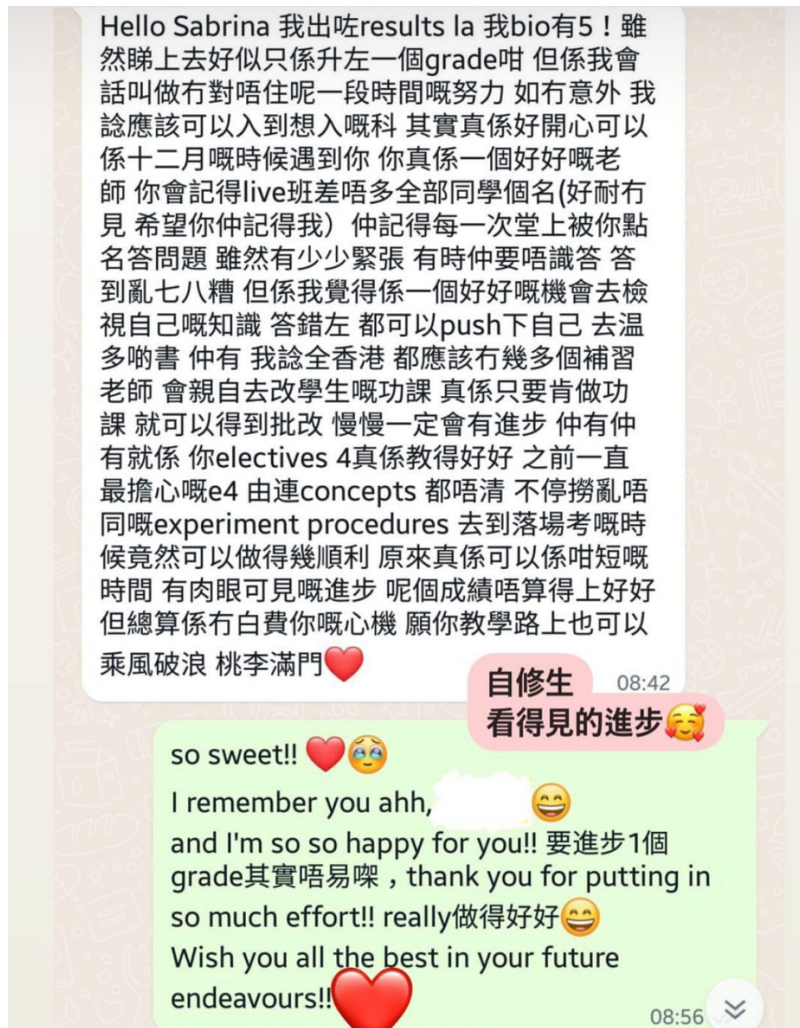 Hello Sabrina 我出咗results la 我bio有5！雖
然睇上去好似只係升左一個grade咁 但係我會
話叫做冇對唔住呢一段時間嘅努力 如冇意外 我
諗應該可以入到想入嘅科 其實真係好開心可以
係十二月嘅時候遇到你 你真係一個好好嘅老
師 你會記得live班差唔多全部同學個名(好耐冇
見 希望你仲記得我）仲記得每一次堂上被你點
名答問題 雖然有少少緊張 有時仲要唔識答 答
到亂七八糟 但係我覺得係一個好好嘅機會去檢
視自己嘅知識 答錯左 都可以push下自己 去温
多啲書 仲有 我諗全香港 都應該冇幾多個補習
老師 會親自去改學生嘅功課 真係只要肯做功
課 就可以得到批改 慢慢一定會有進步 仲有仲
有就係 你electives 4真係教得好好 之前一直
最擔心嘅e4 由連concepts 都唔清 不停撈亂唔
同嘅experiment procedures 去到落場考嘅時
候竟然可以做得幾順利 原來真係可以係咁短嘅
時間 有肉眼可見嘅進步 呢個成績唔算得上好好
但總算係冇白費你嘅心機 願你教學路上也可以
乘風破浪 桃李滿門❤️
08:42
自修生
看得見的進步🥰
so sweet!! ❤️🥹
I remember you ahh, 😄
and I'm so so happy for you!! 要進步1個
grade其實唔易㗎，thank you for putting in
so much effort!! really做得好好😄
Wish you all the best in your future
endeavours!!❤️
08:56